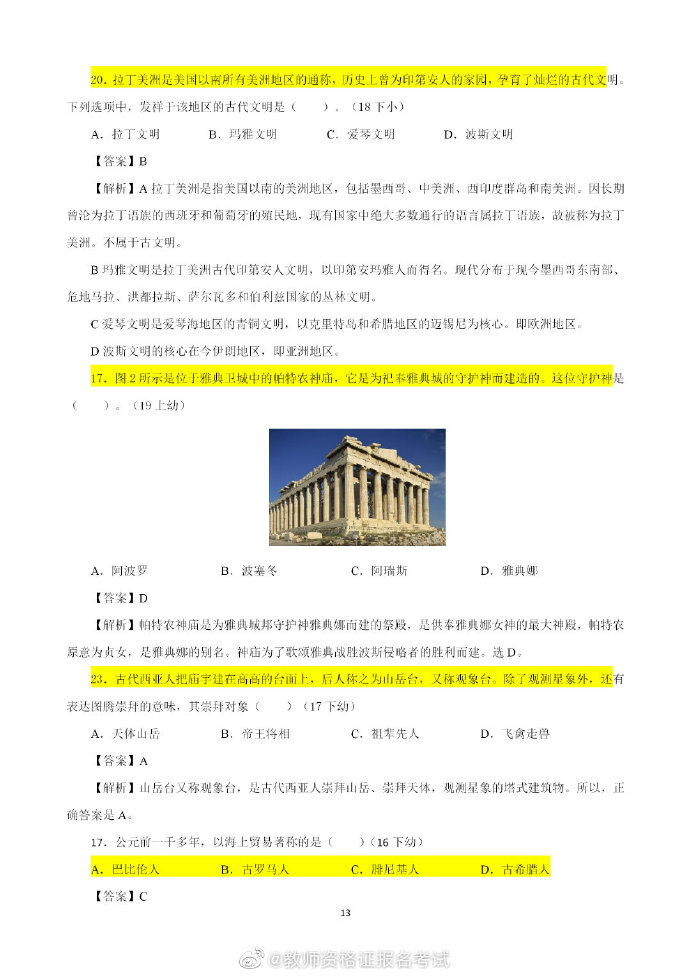 20．拉丁美洲是美国以南所有美洲地区的通称，历史上曾为印第安人的家园，孕育了灿烂的古代文明。
下列选项中，发祥于该地区的古代文明是（　　）。（18 下小）
A．拉丁文明　　B．玛雅文明　　C．爱琴文明　　D．波斯文明
【答案】B
【解析】A 拉丁美洲是指美国以南的美洲地区，包括墨西哥、中美洲、西印度群岛和南美洲。因长期
曾沦为拉丁语族的西班牙和葡萄牙的殖民地，现有国家中绝大多数通行的语言属拉丁语族，故被称为拉丁
美洲。不属于古文明。
B 玛雅文明是拉丁美洲古代印第安人文明，以印第安玛雅人而得名。现代分布于现今墨西哥东南部、
危地马拉、洪都拉斯、萨尔瓦多和伯利兹国家的丛林文明。
C 爱琴文明是爱琴海地区的青铜文明，以克里特岛和希腊地区的迈锡尼为核心。即欧洲地区。
D 波斯文明的核心在今伊朗地区，即亚洲地区。
17．图 2 所示是位于雅典卫城中的帕特农神庙，它是为祀奉雅典城的守护神而建造的。这位守护神是
（　　）。（19 上幼）
A．阿波罗　　B．波塞冬　　C．阿瑞斯　　D．雅典娜
【答案】D
【解析】帕特农神庙是为雅典城邦守护神雅典娜而建的祭殿，是供奉雅典娜女神的最大神殿，帕特农
原意为贞女，是雅典娜的别名。神庙为了歌颂雅典战胜波斯侵略者的胜利而建。选 D。
23．古代西亚人把庙宇建在高高的台面上，后人称之为山岳台，又称观象台。除了观测星象外，还有
表达图腾崇拜的意味，其崇拜对象（　　）（17 下幼）
A．天体山岳　　B．帝王将相　　C．祖辈先人　　D．飞禽走兽
【答案】A
【解析】山岳台又称观象台，是古代西亚人崇拜山岳、崇拜天体，观测星象的塔式建筑物。所以，正
确答案是 A。
17．公元前一千多年，以海上贸易著称的是（　　）（16 下幼）
A．巴比伦人　　B．古罗马人　　C．腓尼基人　　D．古希腊人
【答案】C
13
@教师资格证报名考试